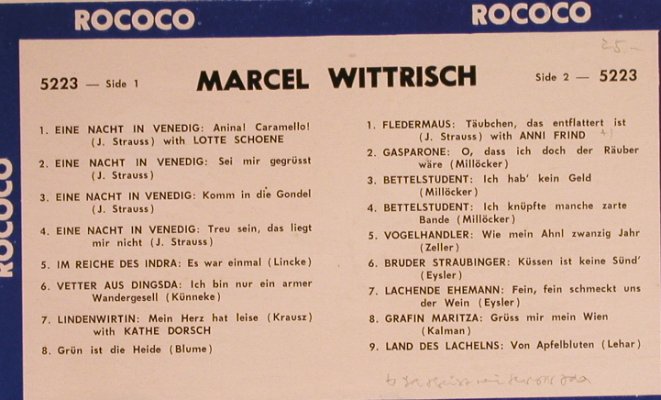 ROCOCO
ROCOCO
ROCOCO
25.-
5223 — Side 1
MARCEL WITTRISCH
Side 2 — 5223
1. EINE NACHT IN VENEDIG: Aninal Caramello!
(J. Strauss) with LOTTE SCHOENE
2. EINE NACHT IN VENEDIG: Sei mir gegrüsst
(J. Strauss)
3. EINE NACHT IN VENEDIG: Komm in die Gondel
(J. Strauss)
4. EINE NACHT IN VENEDIG: Treu sein, das liegt
mir nicht (J. Strauss)
5. IM REICHE DES INDRA: Es war einmal (Lincke)
6. VETTER AUS DINGSDA: Ich bin nur ein armer
Wandergesell (Künneke)
7. LINDENWIRTIN: Mein Herz hat leise (Krausz)
with KATHE DORSCH
8. Grün ist die Heide (Blume)
1. FLEDERMAUS: Täubchen, das entflattert ist
(J. Strauss) with ANNI FRIND
2. GASPARONE: O, dass ich doch der Räuber
wäre (Millöcker)
3. BETTELSTUDENT: Ich hab' kein Geld
(Millöcker)
4. BETTELSTUDENT: Ich knüpfte manche zarte
Bande (Millöcker)
5. VOGELHANDLER: Wie mein Ahnl zwanzig Jahr
(Zeller)
6. BRUDER STRAUBINGER: Küssen ist keine Sünd'
(Eysler)
7. LACHENDE EHEMANN: Fein, fein schmeckt uns
der Wein (Eysler)
8. GRAFIN MARITZA: Grüss mir mein Wien
(Kalman)
9. LAND DES LACHELNS: Von Apfelbluten (Lehar)